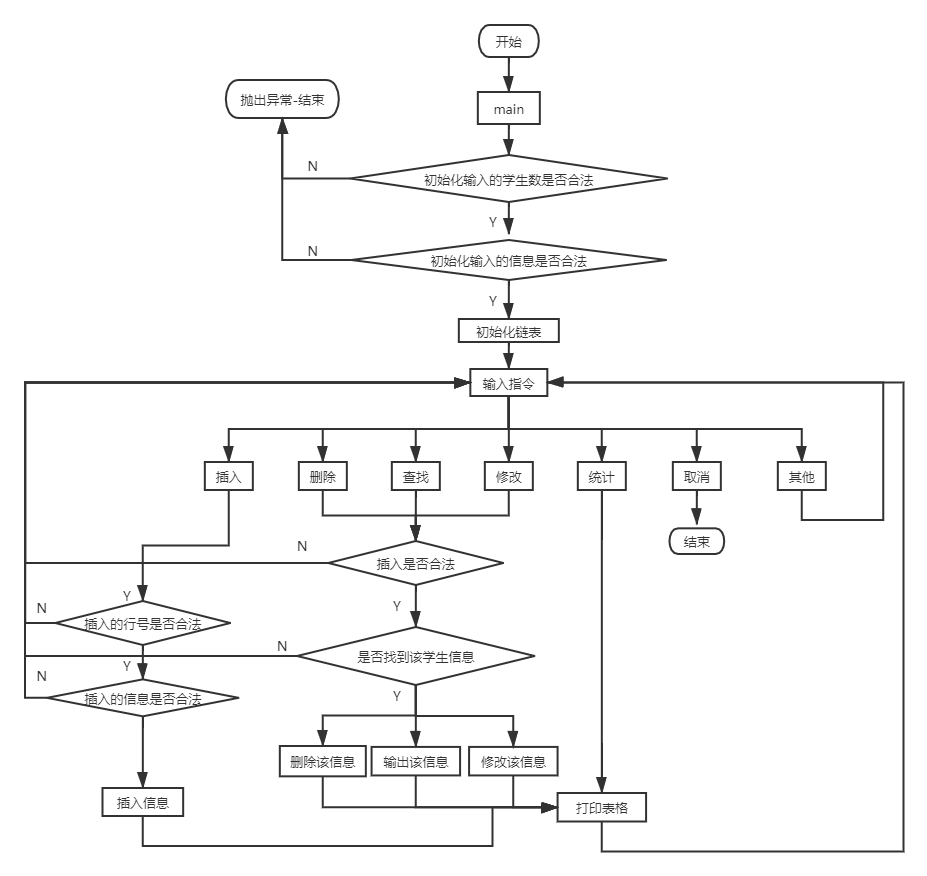 开始
抛出异常-结束
main
N
初始化输入的学生数是否合法
Y
N
初始化输入的信息是否合法
Y
初始化链表
输入指令
插入
删除
查找
修改
统计
取消
其他
结束
N
插入是否合法
Y
N
Y
插入的行号是否合法
N
是否找到该学生信息
Y
N
Y
插入的信息是否合法
删除该信息
输出该信息
修改该信息
插入信息
打印表格